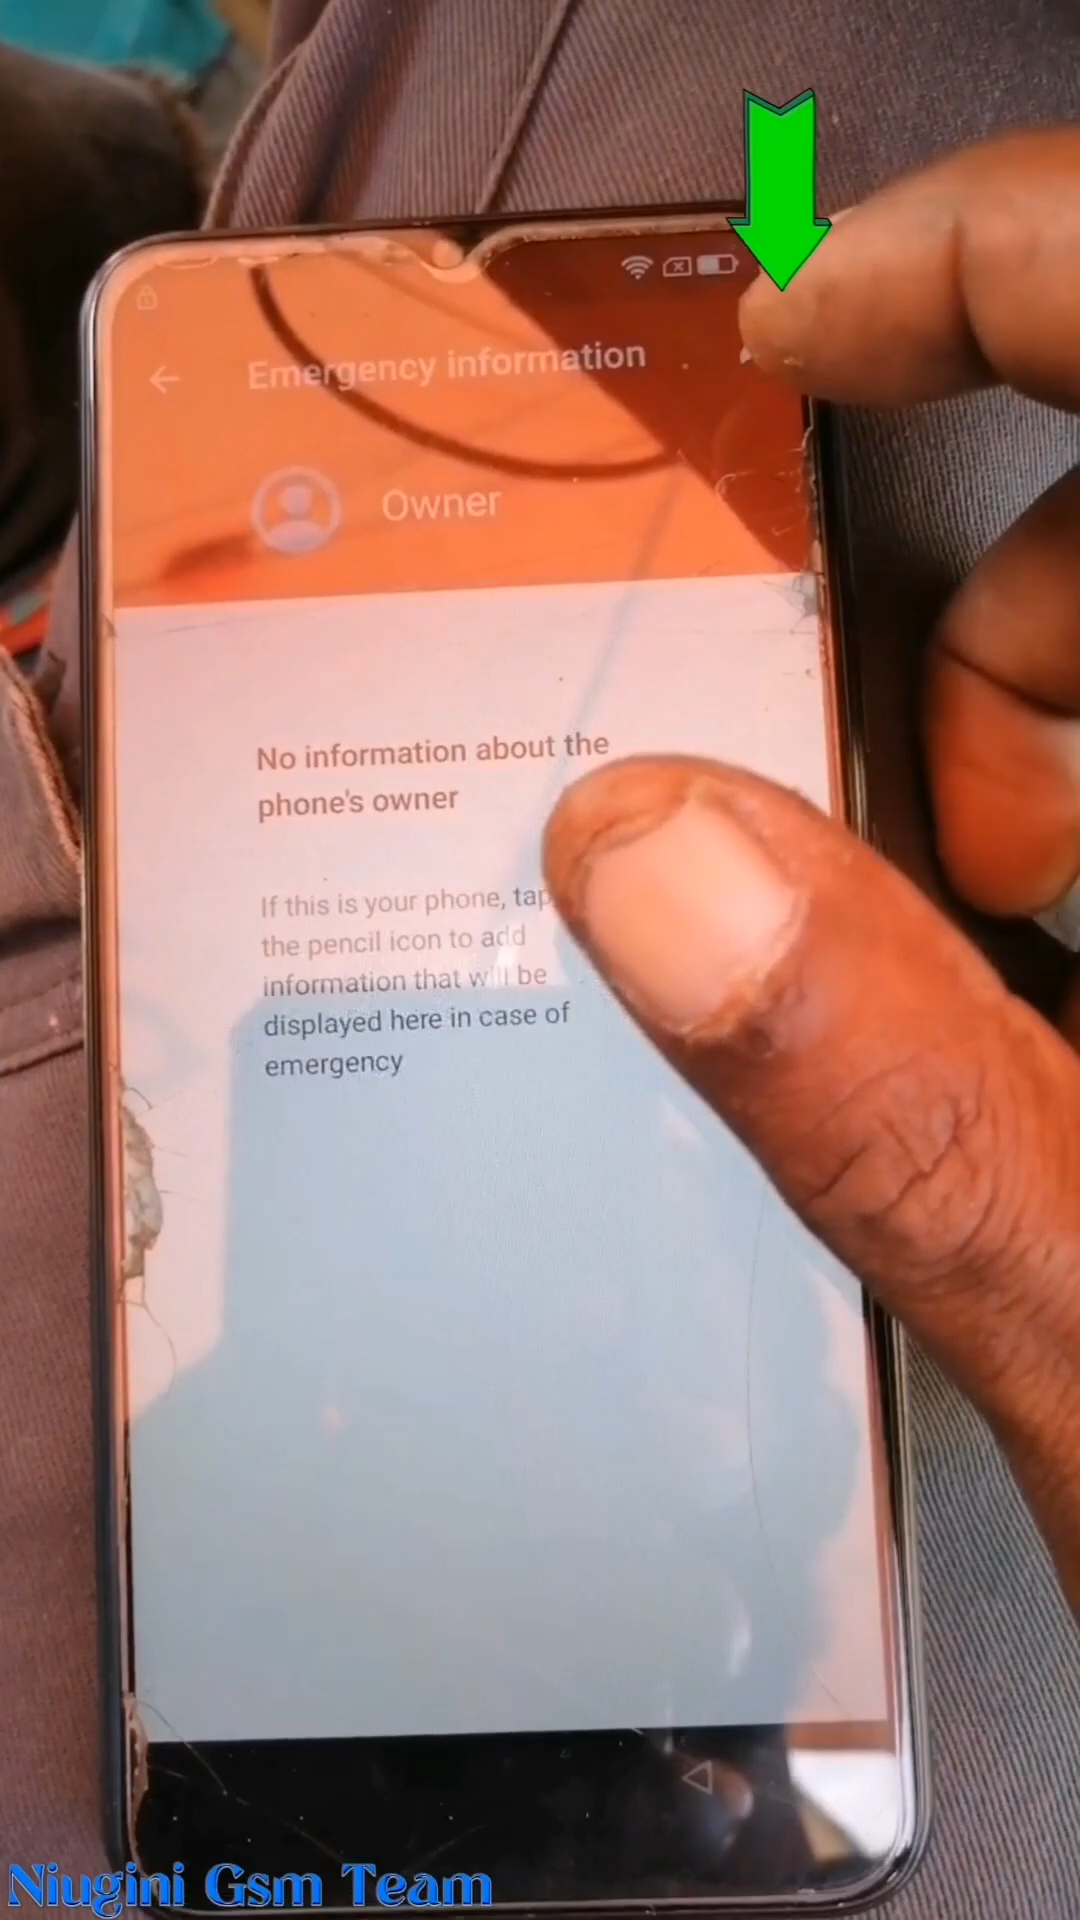 Emergency information
Owner
No information about the
phone's owner
If this is your phone, tap
the pencil icon to add
information that will be
displayed here in case of
emergency
Niugini Gsm Team